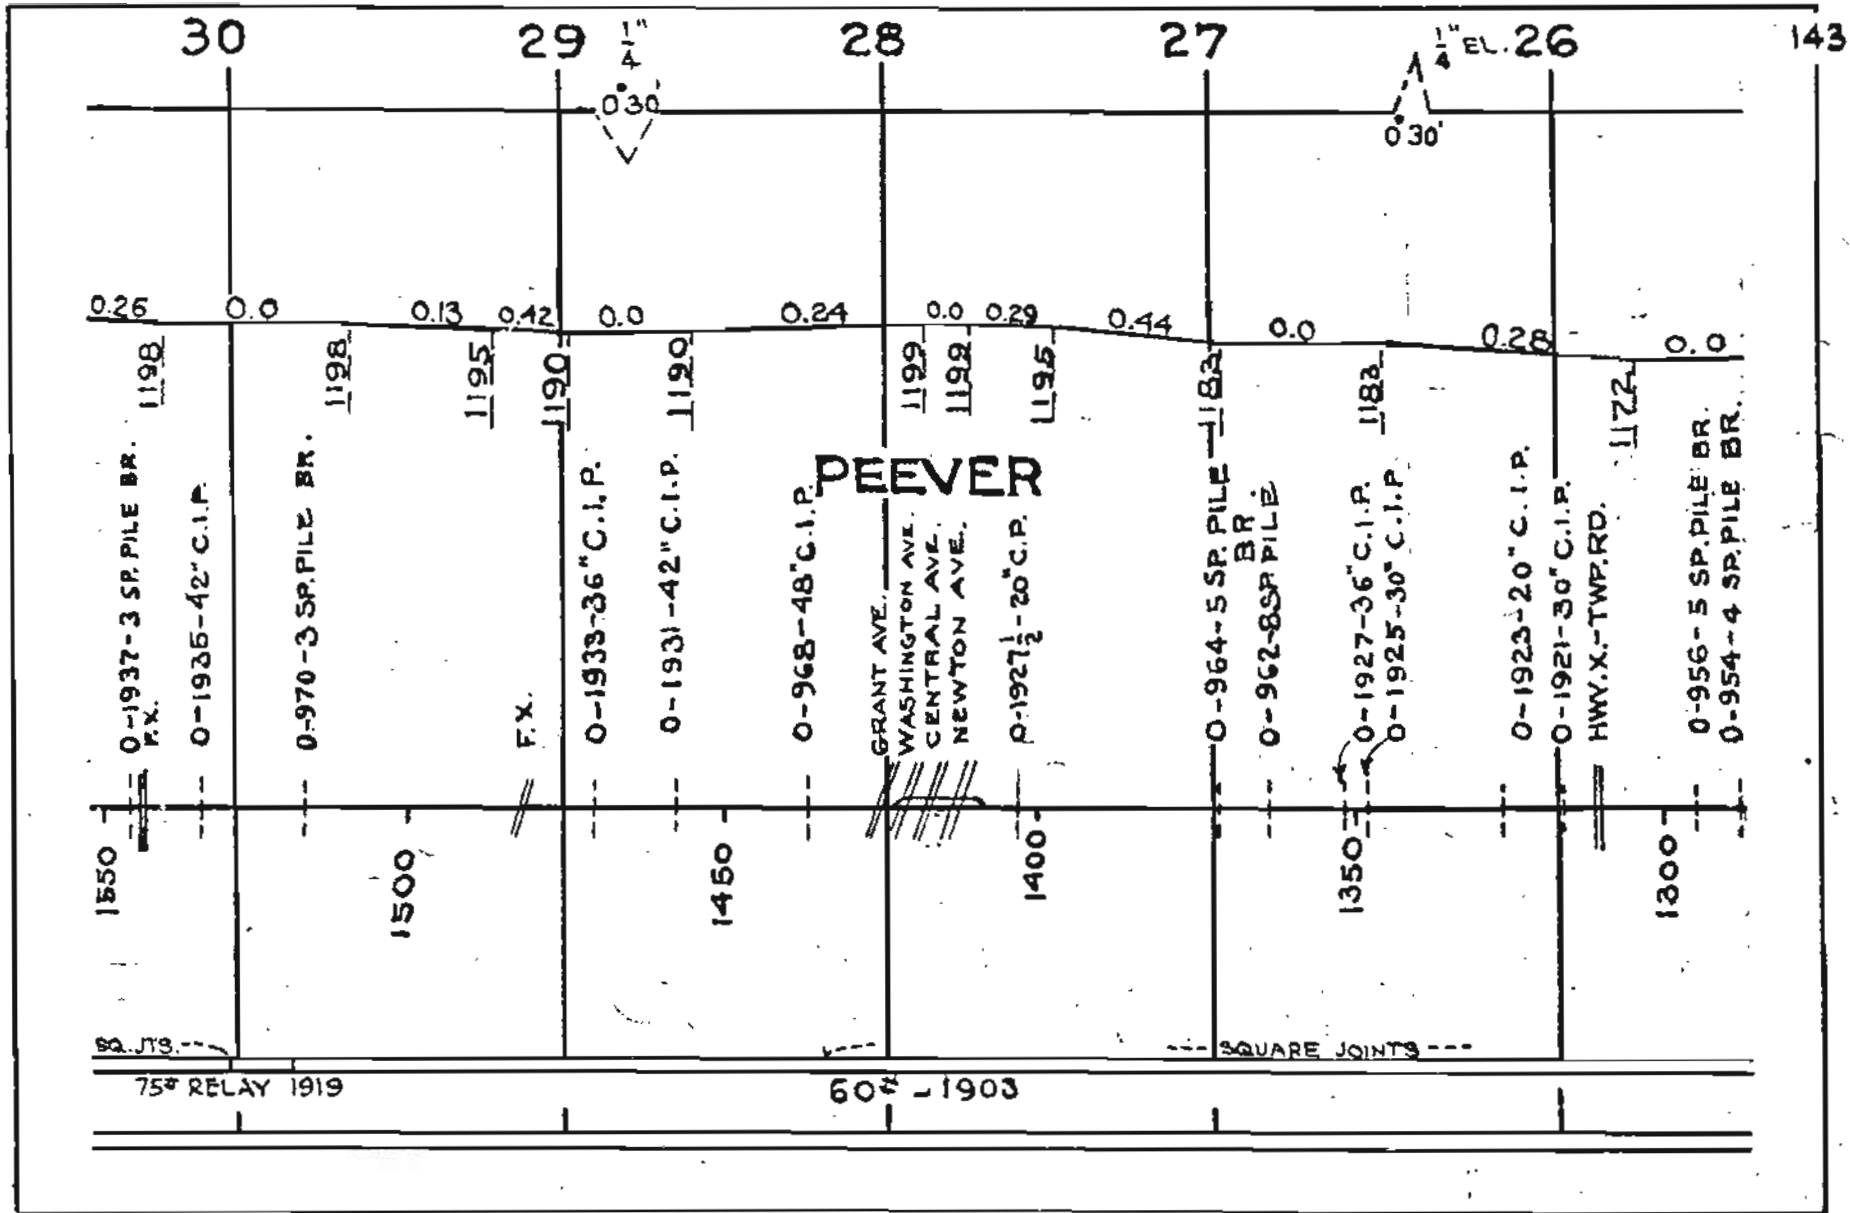 30 29 1/4" 28 27 1/4" EL. 26 143
0°30'
0°30'
0.26 0.0 0.13 0.42 0.0 0.24 0.0 0.29 0.44 0.0 0.28 0.0
1198
1198
1195
1190
1190
1199
1199
1195
1183
1183
1172
PEEVER
0-1937-3 SP. PILE BR.
F.X.
0-1935-42" C.I.P.
0-970-3 SP. PILE BR.
F.X.
0-1933-36" C.I.P.
0-1931-42" C.I.P.
0-968-48" C.I.P.
GRANT AVE.
WASHINGTON AVE.
CENTRAL AVE.
NEWTON AVE.
0-1927 1/2-20" C.P.
0-964-5 SP. PILE
BR
0-962-8 SP PILE
BR
0-1927-36" C.I.P.
0-1925-30" C.I.P.
0-1923-20" C.I.P.
0-1921-30" C.I.P.
HWY. X.-TWP. RD.
0-956-5 SP. PILE BR.
0-954-4 SP. PILE BR.
1550
1500
1450
1400
1350
1300
SQ. JTS. SQUARE JOINTS
75# RELAY 1919 60# - 1903